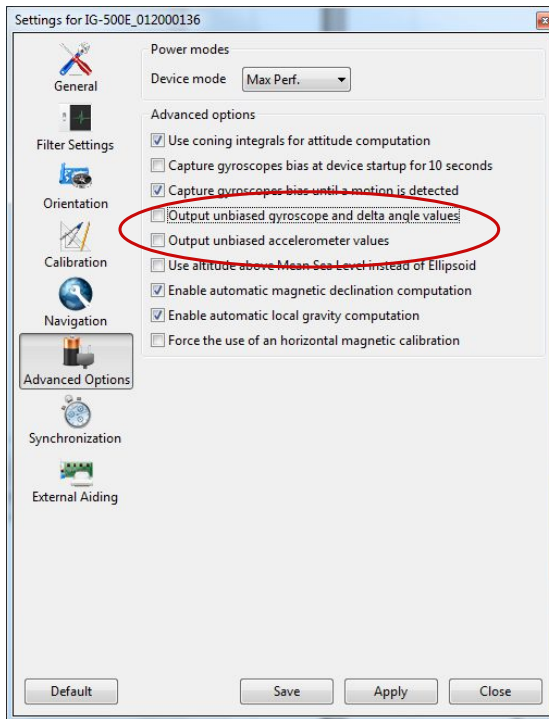 Settings for IG-500E_012000136
General
Filter Settings
Orientation
Calibration
Navigation
Advanced Options
Synchronization
External Aiding
Power modes
Device mode
Max Perf.
Advanced options
Use coning integrals for attitude computation
Capture gyroscopes bias at device startup for 10 seconds
Capture gyroscopes bias until a motion is detected
Output unbiased gyroscope and delta angle values
Output unbiased accelerometer values
Use altitude above Mean Sea Level instead of Ellipsoid
Enable automatic magnetic declination computation
Enable automatic local gravity computation
Force the use of an horizontal magnetic calibration
Default
Save
Apply
Close